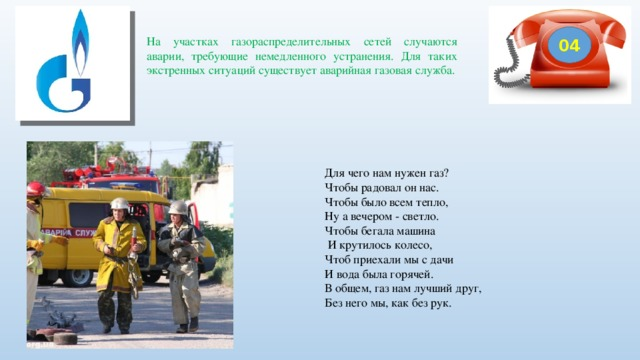 На участках газораспределительных сетей случаются
аварии, требующие немедленного устранения. Для таких
экстренных ситуаций существует аварийная газовая служба.
04
АВАРІЙ
СЛУЖ
Для чего нам нужен газ?
Чтобы радовал он нас.
Чтобы было всем тепло,
Ну а вечером - светло.
Чтобы бегала машина
И крутилось колесо,
Чтоб приехали мы с дачи
И вода была горячей.
В общем, газ нам лучший друг,
Без него мы, как без рук.